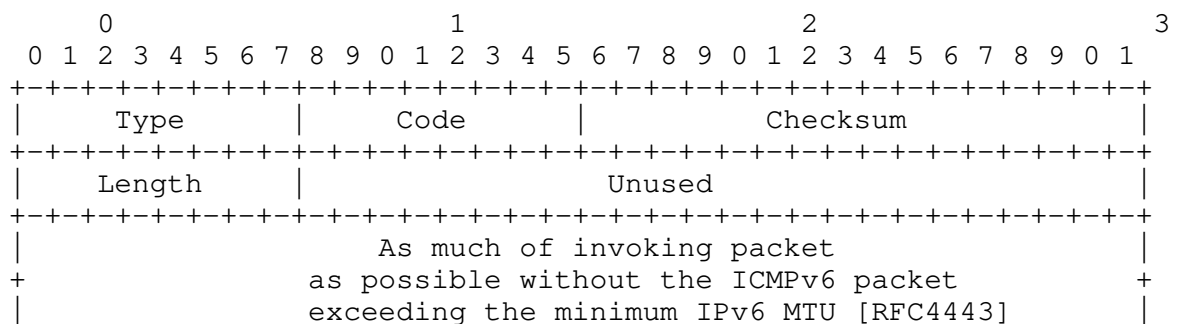 0                   1                   2                   3
0 1 2 3 4 5 6 7 8 9 0 1 2 3 4 5 6 7 8 9 0 1 2 3 4 5 6 7 8 9 0 1
+-+-+-+-+-+-+-+-+-+-+-+-+-+-+-+-+-+-+-+-+-+-+-+-+-+-+-+-+-+-+-+-+
|     Type      |     Code      |          Checksum             |
+-+-+-+-+-+-+-+-+-+-+-+-+-+-+-+-+-+-+-+-+-+-+-+-+-+-+-+-+-+-+-+-+
|    Length     |                 Unused                        |
+-+-+-+-+-+-+-+-+-+-+-+-+-+-+-+-+-+-+-+-+-+-+-+-+-+-+-+-+-+-+-+-+
|                    As much of invoking packet                 |
+                as possible without the ICMPv6 packet          +
|                exceeding the minimum IPv6 MTU [RFC4443]       |